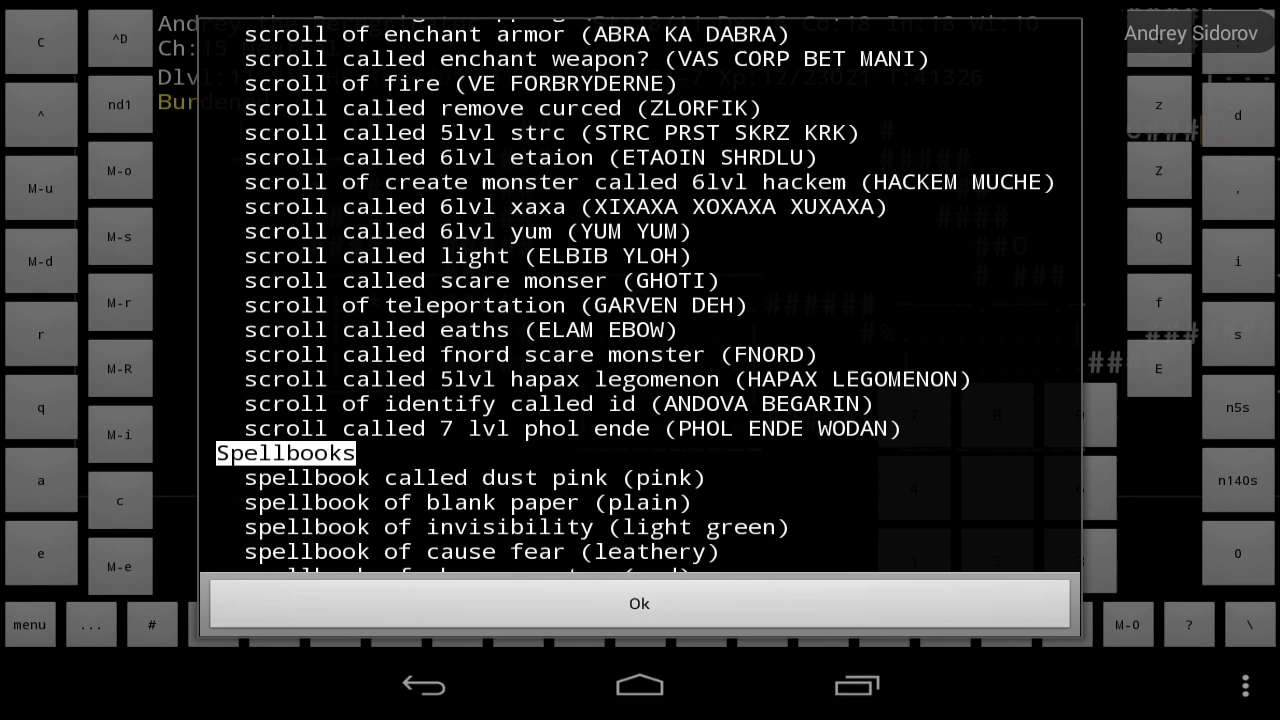 Andrey Sidorov
scroll of enchant armor (ABRA KA DABRA)
scroll called enchant weapon? (VAS CORP BET MANI)
scroll of fire (VE FORBRYDERNE)
scroll called remove curced (ZLORFIK)
scroll called 5lvl strc (STRC PRST SKRZ KRK)
scroll called 6lvl etaion (ETAOIN SHRDLU)
scroll of create monster called 6lvl hackem (HACKEM MUCHE)
scroll called 6lvl xaxa (XIXAXA XOXAXA XUXAXA)
scroll called 6lvl yum (YUM YUM)
scroll called light (ELBIB YLOH)
scroll called scare monser (GHOTI)
scroll of teleportation (GARVEN DEH)
scroll called eaths (ELAM EBOW)
scroll called fnord scare monster (FNORD)
scroll called 5lvl hapax legomenon (HAPAX LEGOMENON)
scroll of identify called id (ANDOVA BEGARIN)
scroll called 7 lvl phol ende (PHOL ENDE WODAN)
Spellbooks
spellbook called dust pink (pink)
spellbook of blank paper (plain)
spellbook of invisibility (light green)
spellbook of cause fear (leathery)
Ok
C
^
M-u
M-d
r
q
a
e
^D
nd1
M-o
M-s
M-r
M-R
M-i
c
M-e
z
Z
Q
f
E
d
,
i
s
n5s
n140s
O
menu
...
#
M-O
?
\